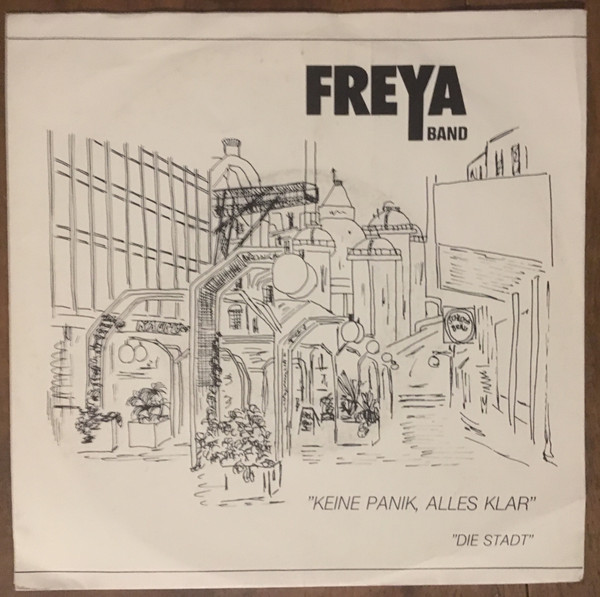 FREYA
BAND
"KEINE PANIK, ALLES KLAR"
"DIE STADT"